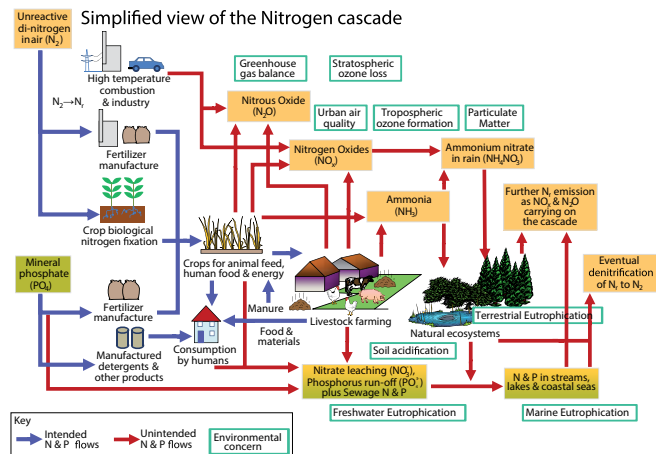 Simplified view of the Nitrogen cascade
Unreactive
di-nitrogen
in air (N₂)
Greenhouse
gas balance
Stratospheric
ozone loss
High temperature
combustion
& industry
N₂→Nᵣ
Nitrous Oxide
(N₂O)
Urban air
quality
Tropospheric
ozone formation
Particulate
Matter
Fertilizer
manufacture
Nitrogen Oxides
(NOₓ)
Ammonium nitrate
in rain (NH₄NO₃)
Ammonia
(NH₃)
Further Nᵣ emission
as NOₓ & N₂O
carrying on
the cascade
Crop biological
nitrogen fixation
Mineral
phosphate
(PO₄)
Crops for animal feed,
human food & energy
Eventual
denitrification
of Nᵣ to N₂
Fertilizer
manufacture
Manure
Livestock farming
Terrestrial Eutrophication
Natural ecosystems
Food &
materials
Consumption
by humans
Soil acidification
Manufactured
detergents &
other products
Nitrate leaching (NO₃⁻),
Phosphorus run-off (PO₄⁺)
plus Sewage N & P
N & P in streams,
lakes & coastal seas
Freshwater Eutrophication
Marine Eutrophication
Key
Intended
N & P flows
Unintended
N & P flows
Environmental
concern